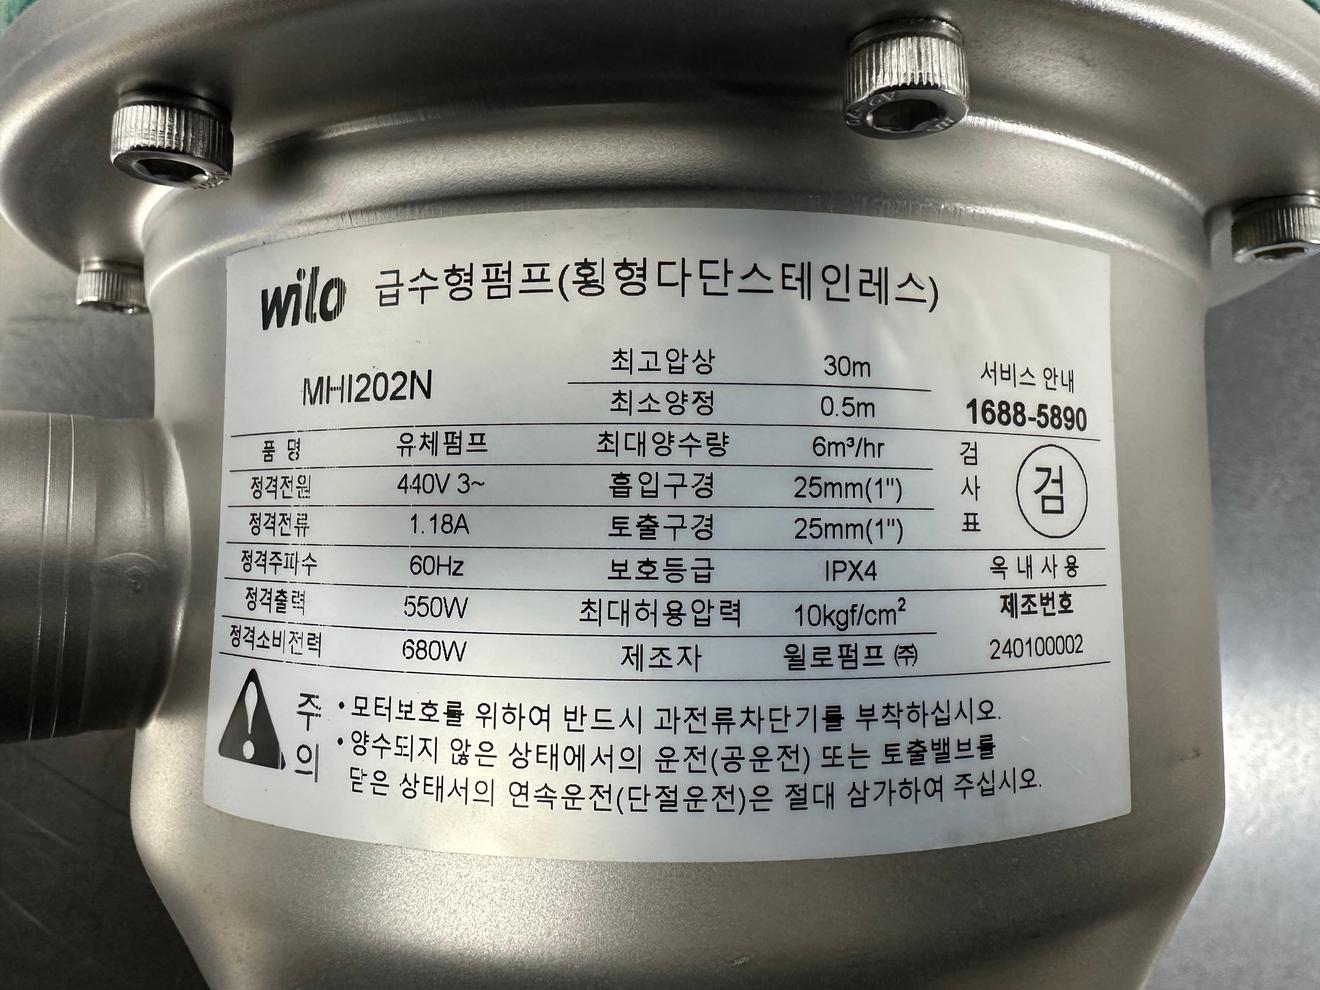 wilo 급수형펌프(횡형다단스테인레스)
MHI202N
최고압상 30m
최소양정 0.5m
서비스 안내
1688-5890
품 명 유체펌프 최대양수량 6m³/hr
정격전원 440V 3~ 흡입구경 25mm(1")
정격전류 1.18A 토출구경 25mm(1")
검사표 검
정격주파수 60Hz 보호등급 IPX4 옥내사용
정격출력 550W 최대허용압력 10kgf/cm² 제조번호
정격소비전력 680W 제조자 윌로펌프 ㈜ 240100002
주의
•모터보호를 위하여 반드시 과전류차단기를 부착하십시오.
•양수되지 않은 상태에서의 운전(공운전) 또는 토출밸브를
닫은 상태서의 연속운전(단절운전)은 절대 삼가하여 주십시오.